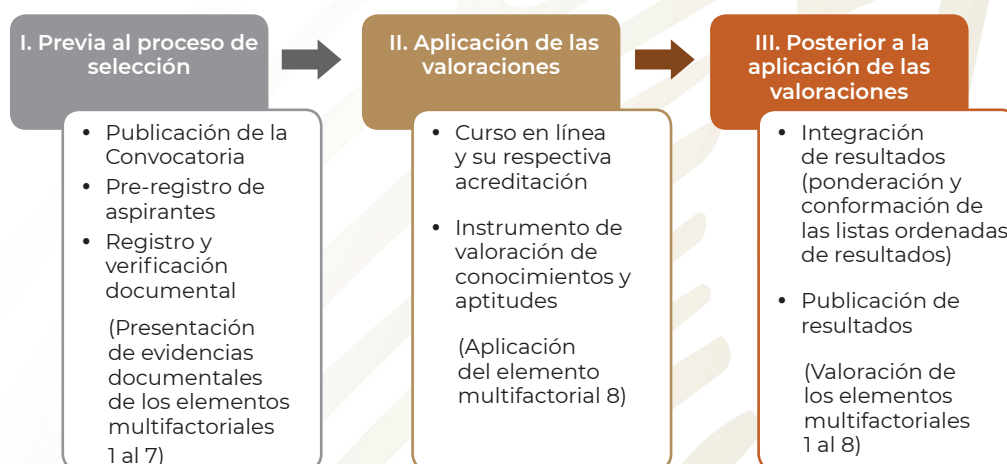 I. Previa al proceso de
selección
• Publicación de la
Convocatoria
• Pre-registro de
aspirantes
• Registro y
verificación
documental
(Presentación
de evidencias
documentales
de los elementos
multifactoriales
1 al 7)
II. Aplicación de las
valoraciones
• Curso en línea
y su respectiva
acreditación
• Instrumento de
valoración de
conocimientos y
aptitudes
(Aplicación
del elemento
multifactorial 8)
III. Posterior a la
aplicación de las
valoraciones
• Integración
de resultados
(ponderación y
conformación de
las listas ordenadas
de resultados)
• Publicación de
resultados
(Valoración de
los elementos
multifactoriales
1 al 8)